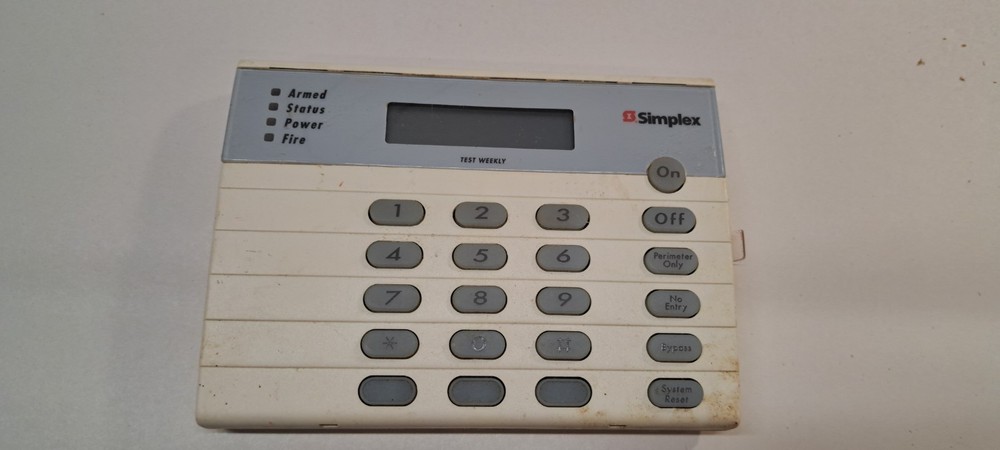 Armed
Status
Power
Fire
TEST WEEKLY
Simplex
On
1 2 3 OFF
4 5 6 Perimeter Only
7 8 9 No Entry
* 0 # Bypass
System Reset